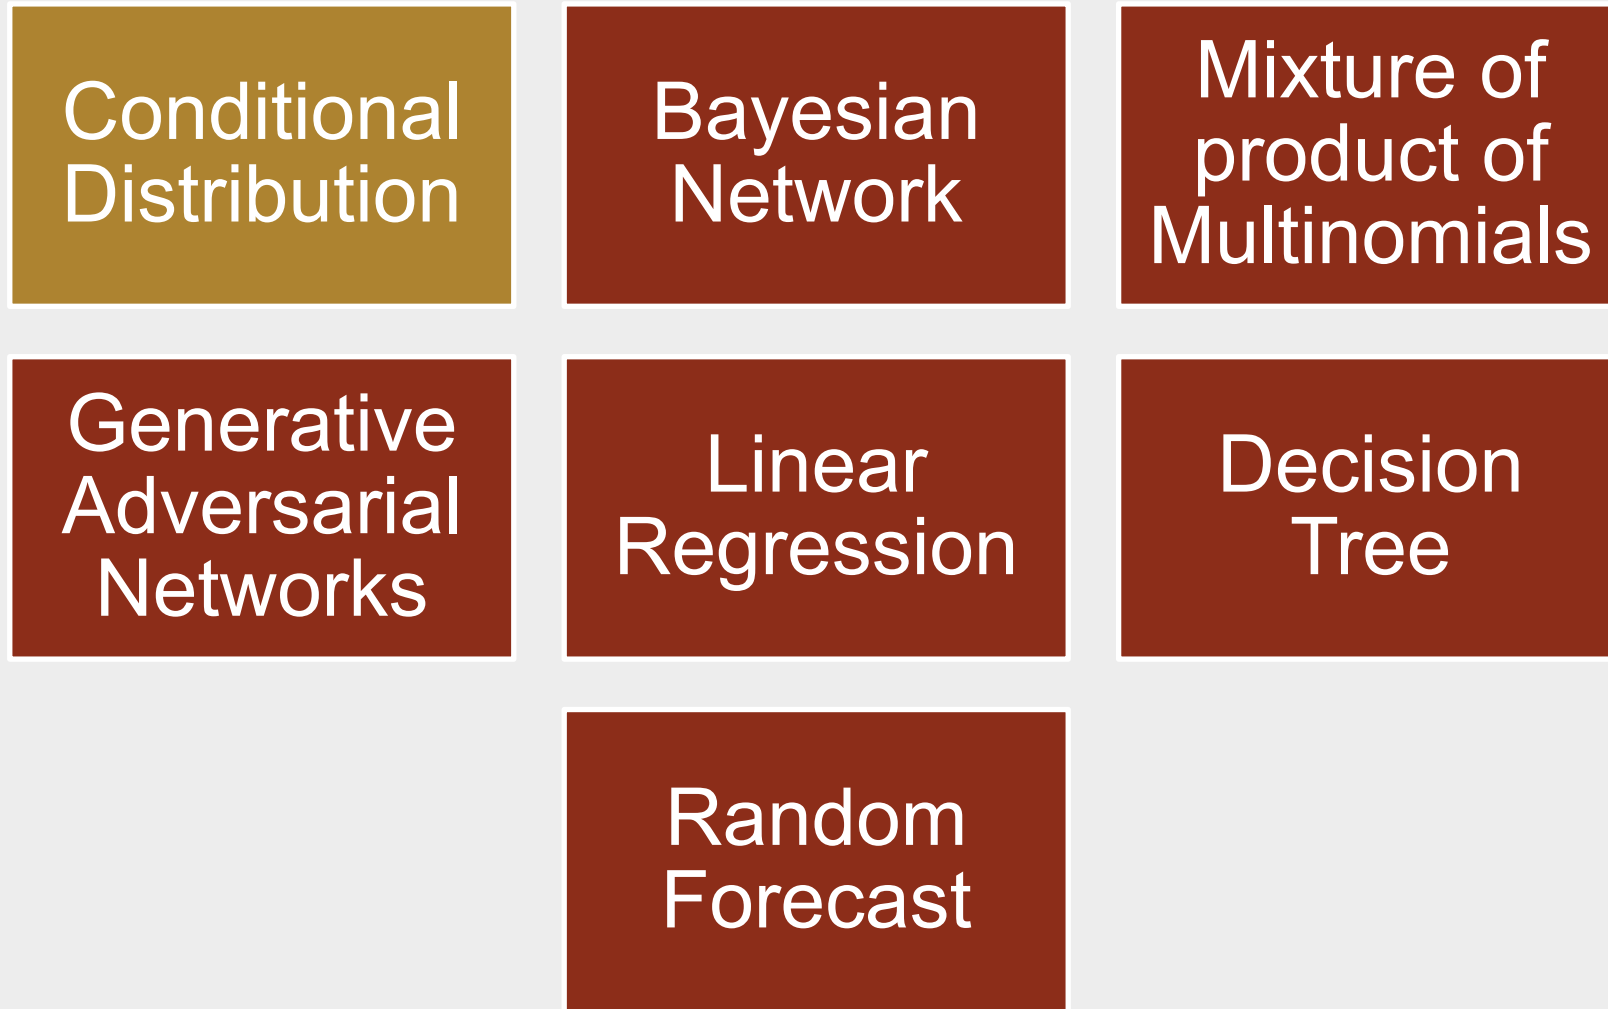 Conditional
Distribution
Bayesian
Network
Mixture of
product of
Multinomials
Generative
Adversarial
Networks
Linear
Regression
Decision
Tree
Random
Forecast